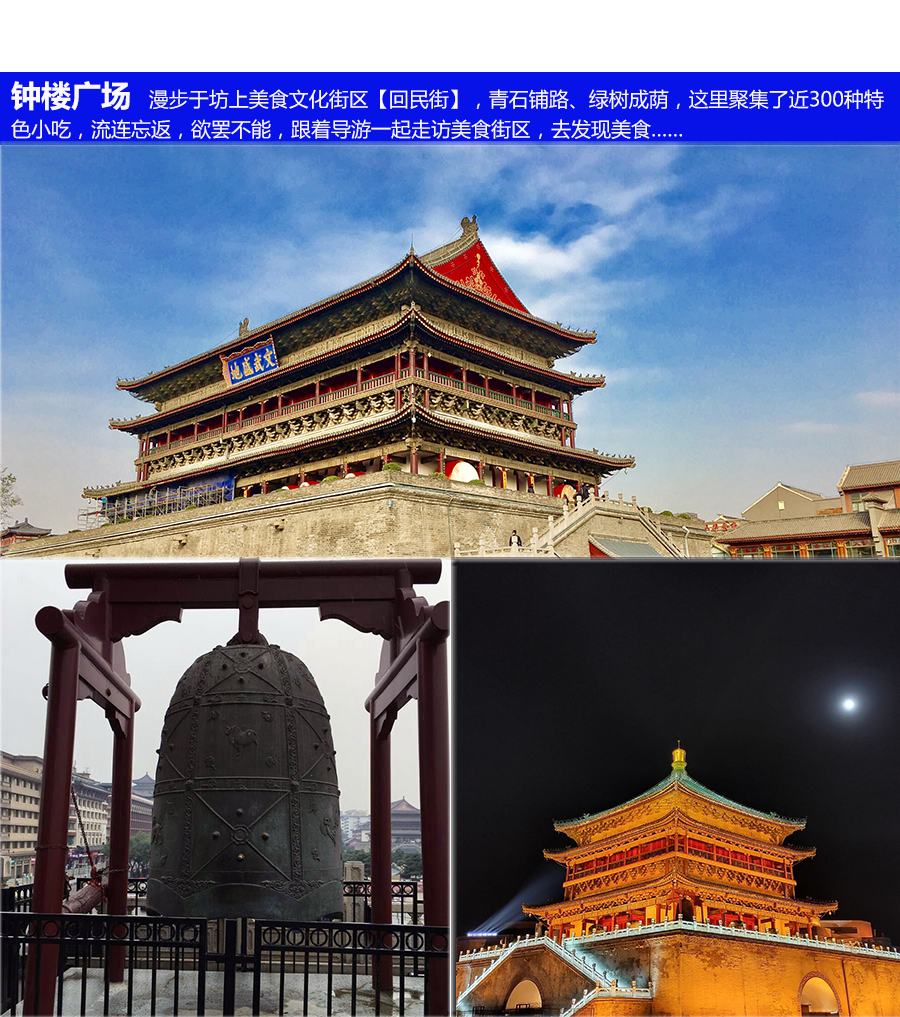 钟楼广场 漫步于坊上美食文化街区【回民街】，青石铺路、绿树成荫，这里聚集了近300种特
色小吃，流连忘返，欲罢不能，跟着导游一起走访美食街区，去发现美食……
地盛武文